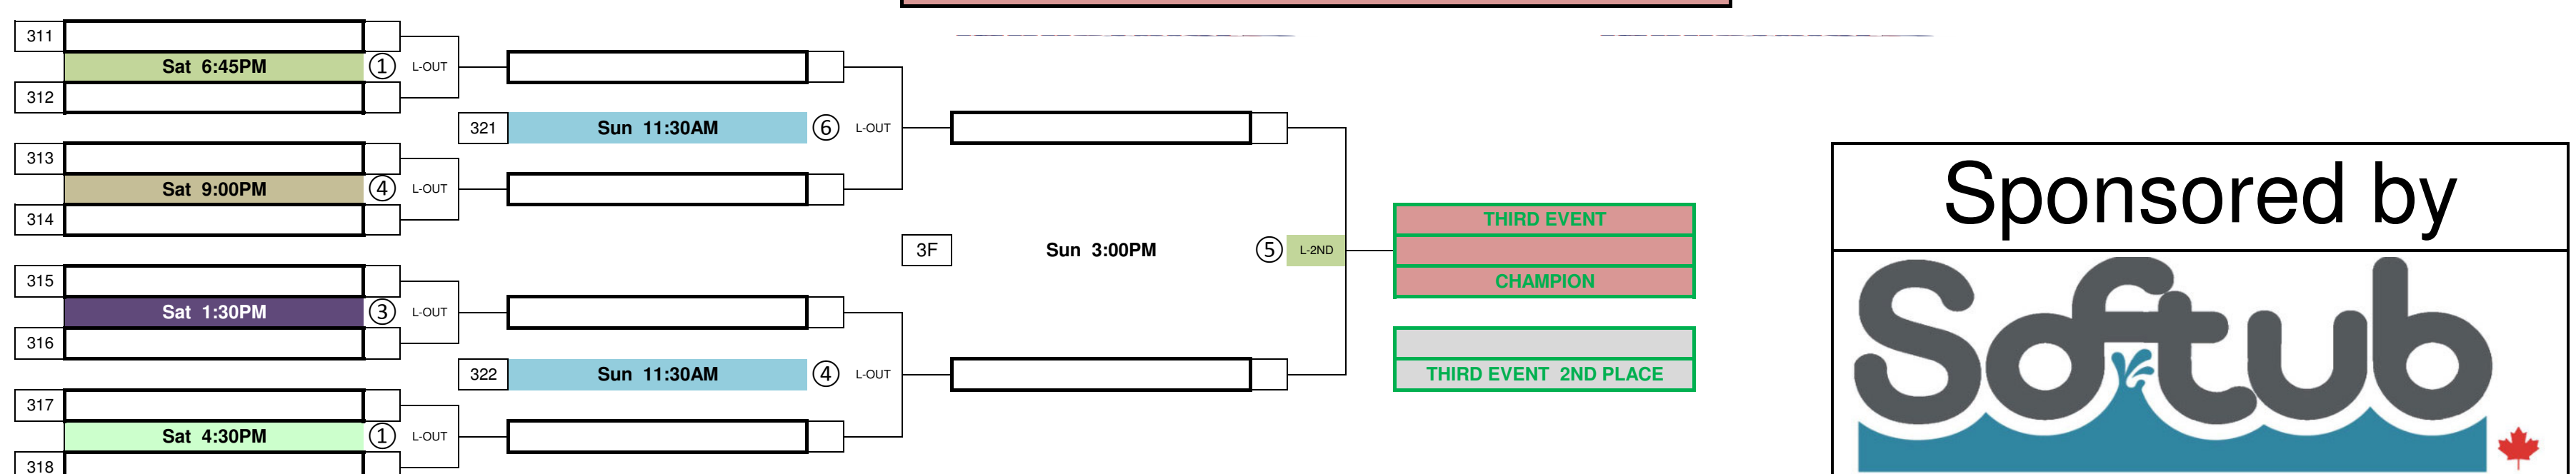 311
Sat 6:45PM ① L-OUT
312
321 Sun 11:30AM ⑥ L-OUT
313
Sat 9:00PM ④ L-OUT
314
3F Sun 3:00PM ⑤ L-2ND
THIRD EVENT
CHAMPION
315
Sat 1:30PM ③ L-OUT
316
322 Sun 11:30AM ④ L-OUT
THIRD EVENT 2ND PLACE
317
Sat 4:30PM ① L-OUT
318
Sponsored by
Softub